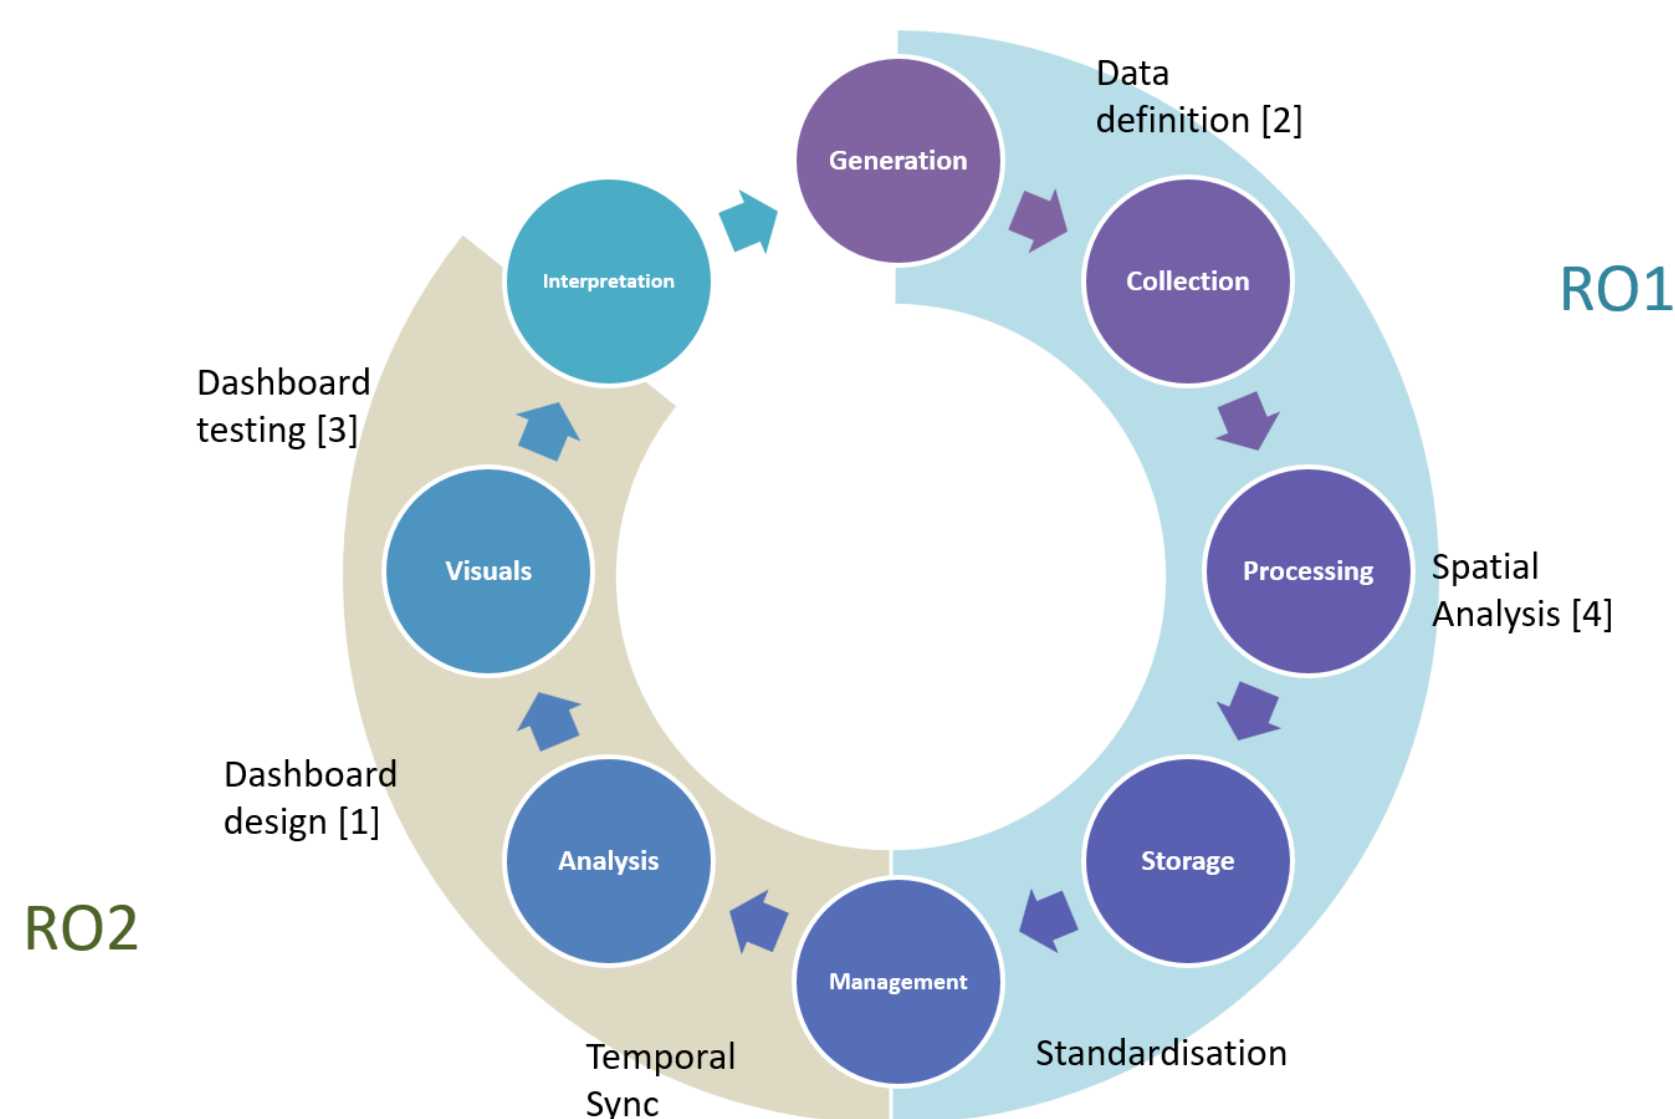 Data
definition [2]
Generation
Collection
RO1
Interpretation
Dashboard
testing [3]
Processing
Spatial
Analysis [4]
Visuals
Dashboard
design [1]
Storage
Analysis
RO2
Management
Standardisation
Temporal
Sync